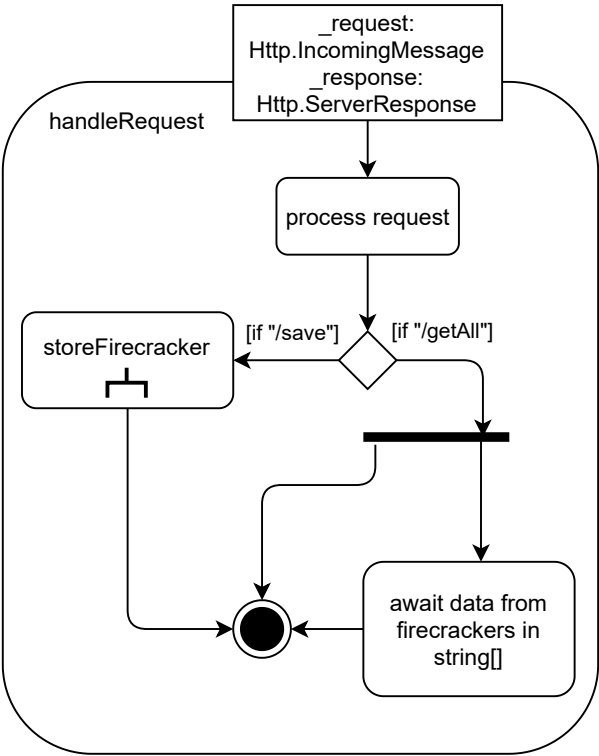 _request:
Http.IncomingMessage
_response:
Http.ServerResponse
handleRequest
process request
[if "/save"]
[if "/getAll"]
storeFirecracker
await data from
firecrackers in
string[]